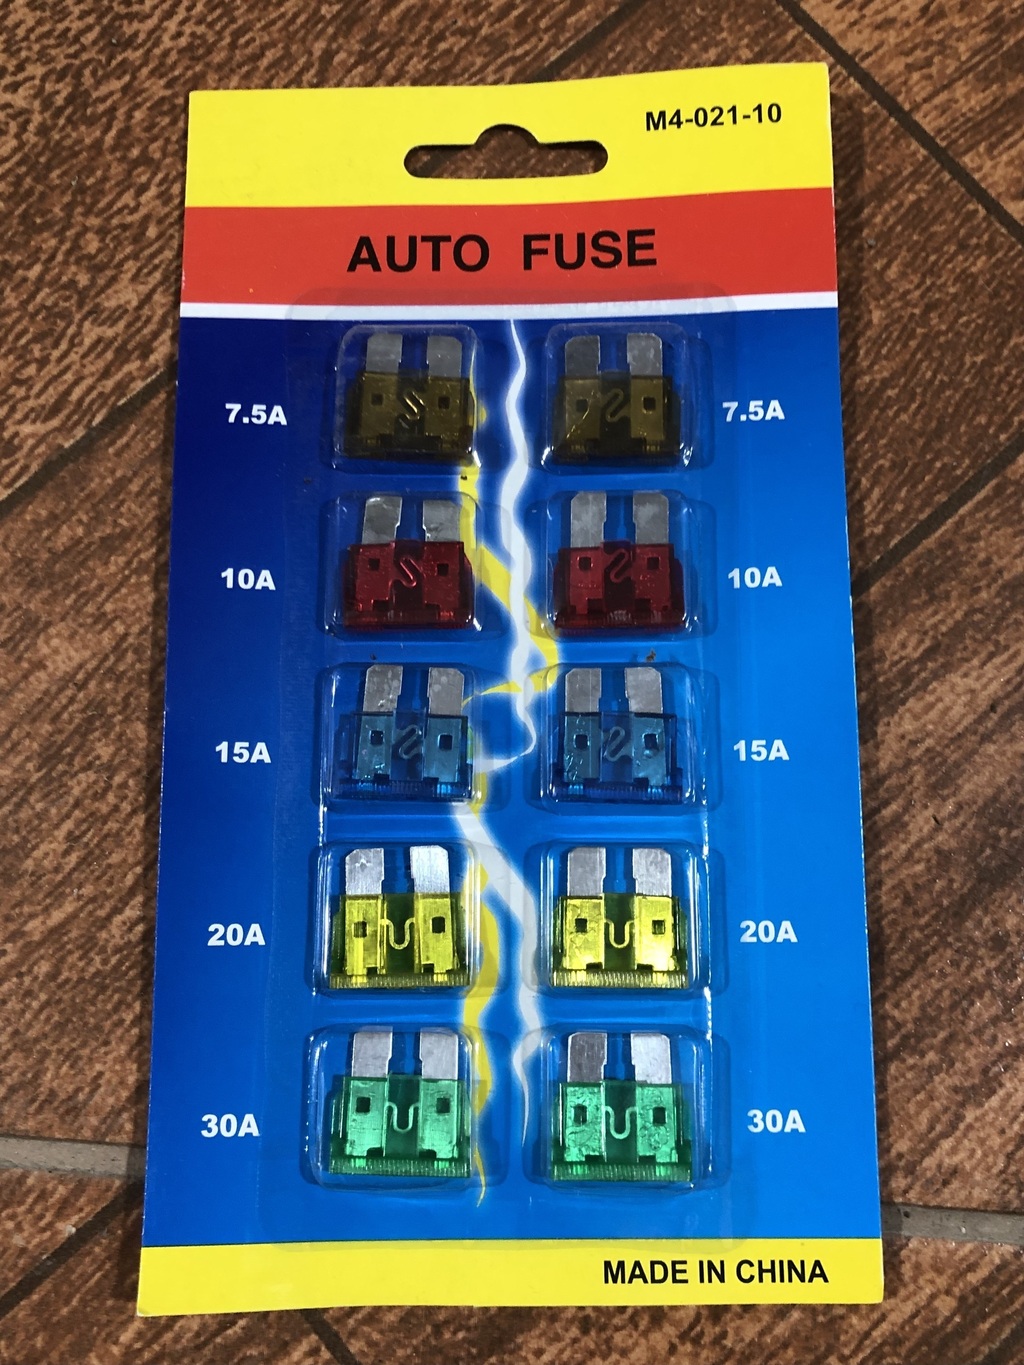 M4-021-10
AUTO FUSE
7.5A 7.5A
10A 10A
15A 15A
20A 20A
30A 30A
MADE IN CHINA